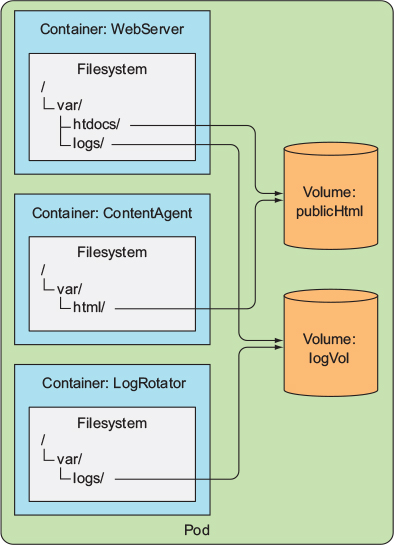 Container: WebServer
Filesystem
/
var/
htdocs/
logs/
Volume:
publicHtml
Container: ContentAgent
Filesystem
/
var/
html/
Volume:
logVol
Container: LogRotator
Filesystem
/
var/
logs/
Pod